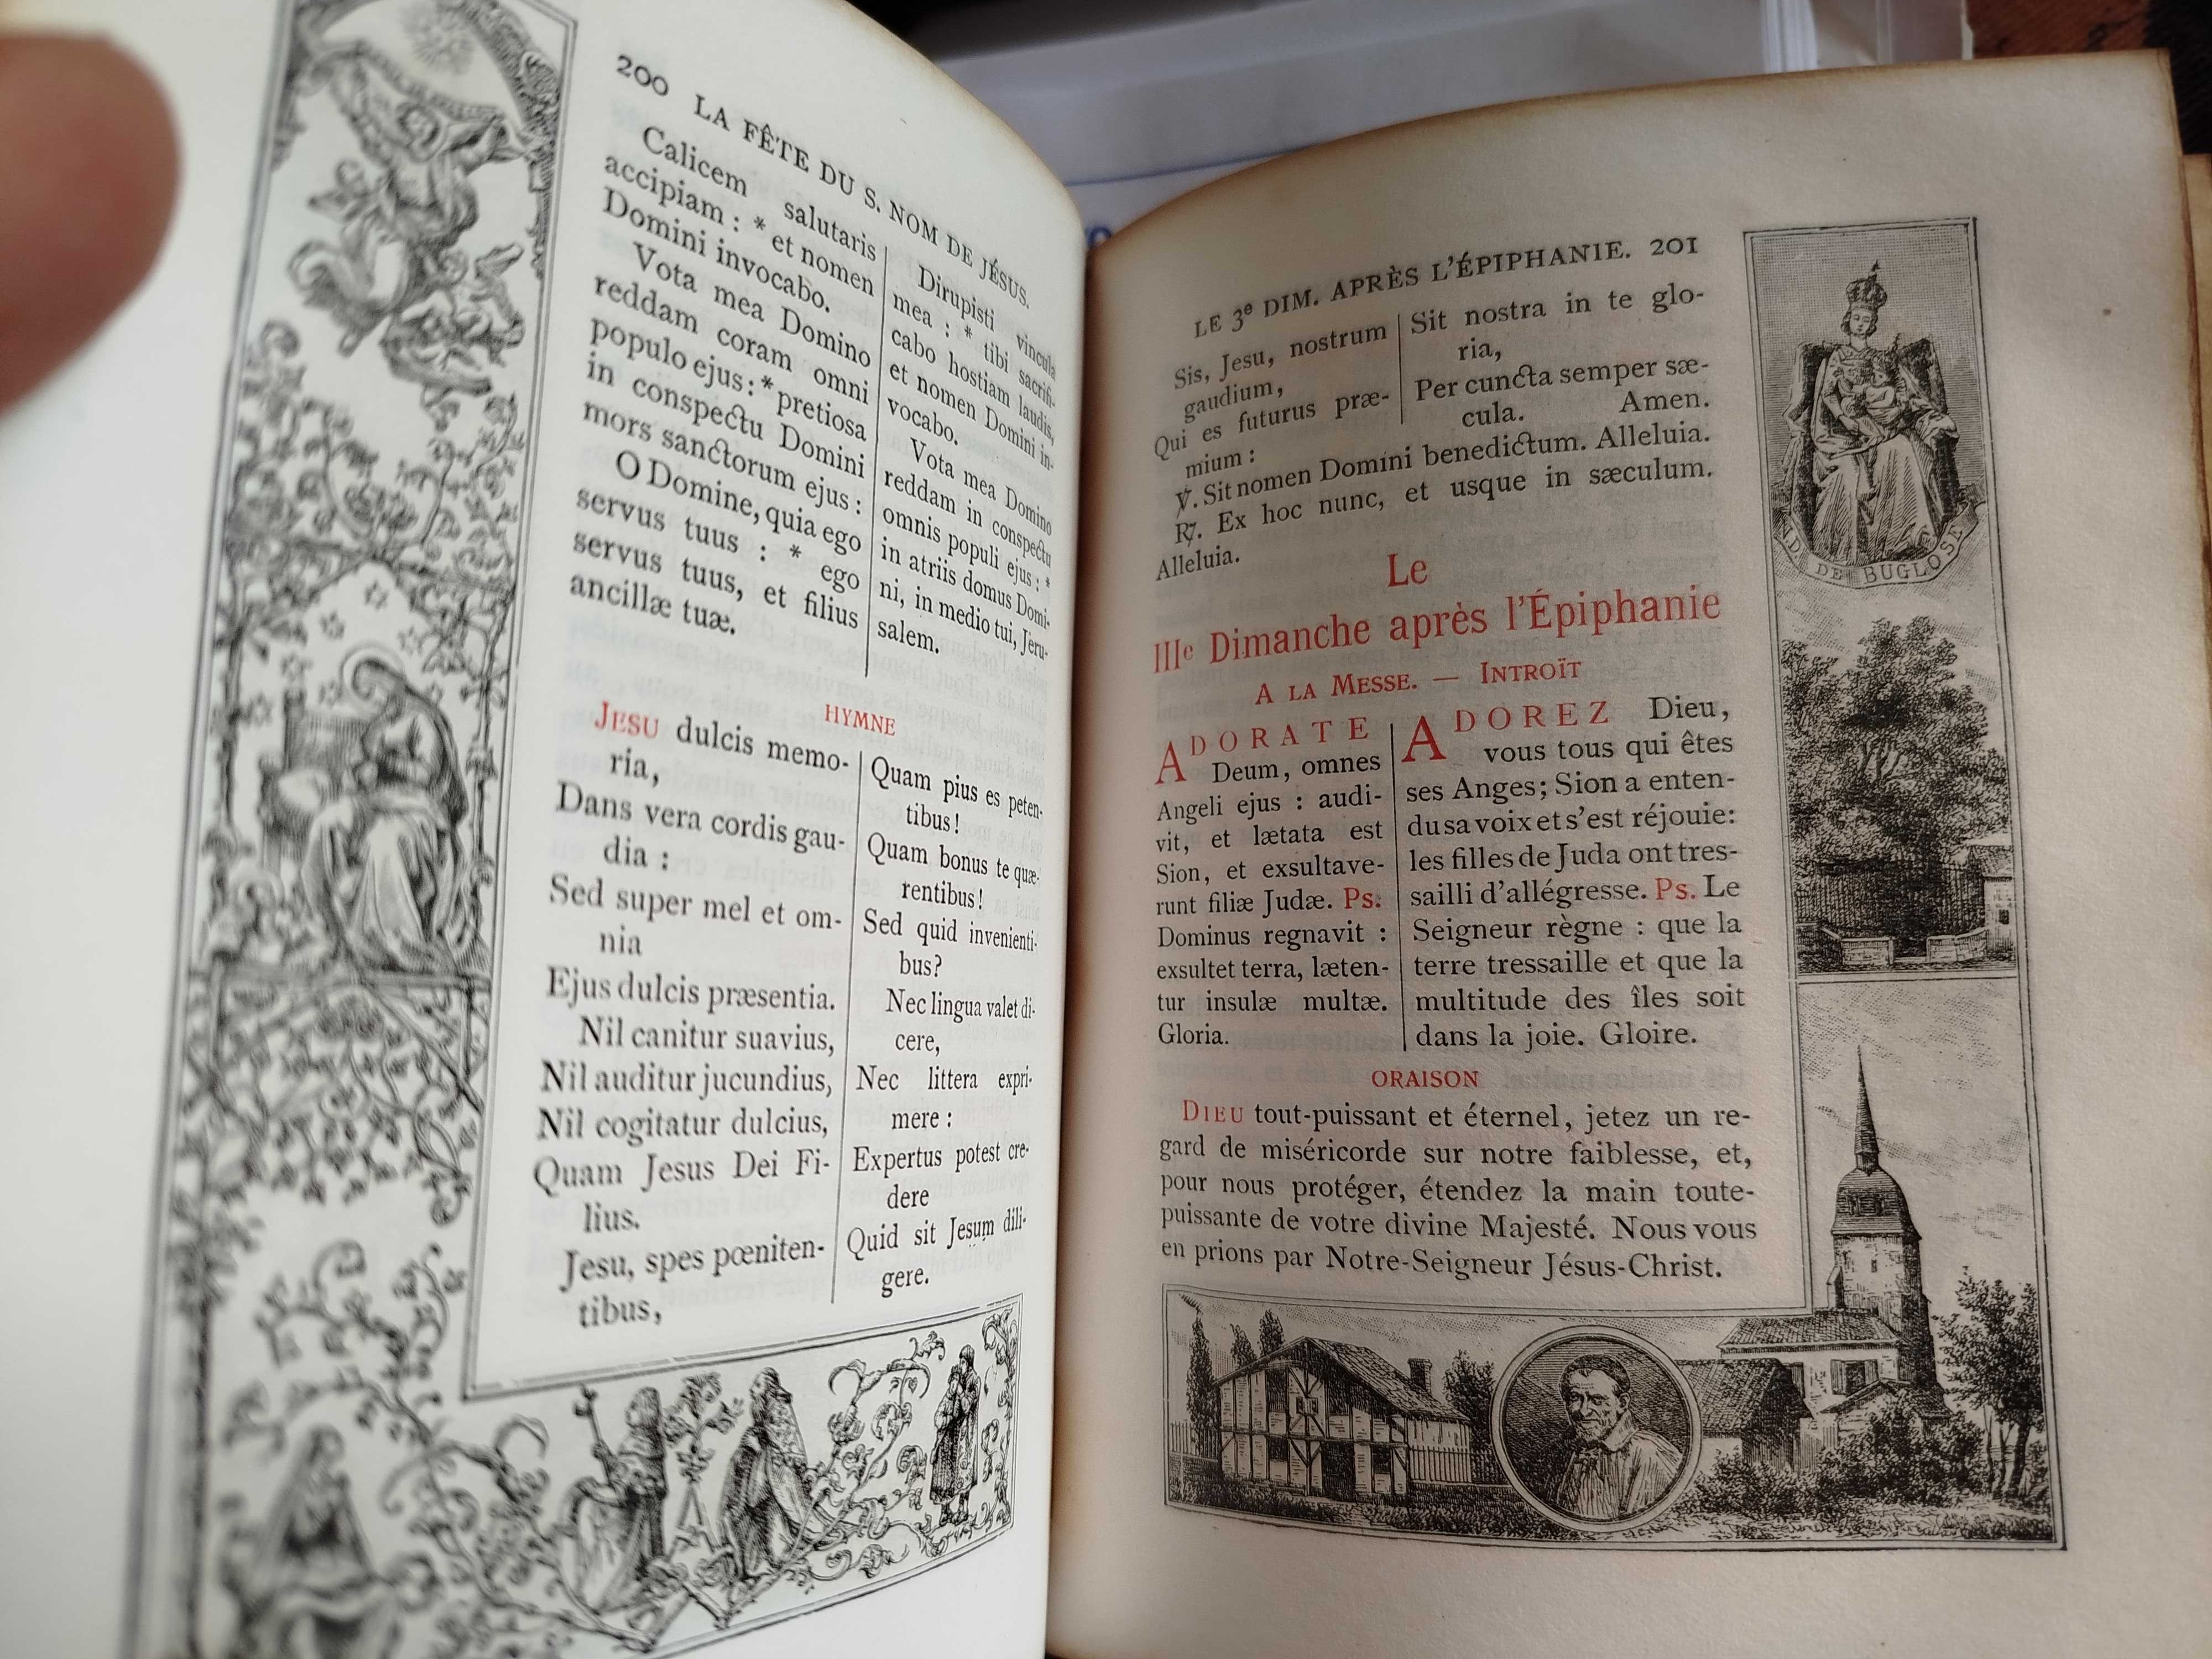 200 LA FÊTE DU S. NOM DE JÉSUS.
Calicem salutaris
accipiam : * et nomen
Domini invocabo.
Vota mea Domino
reddam coram omni
populo ejus : * pretiosa
in conspectu Domini
mors sanctorum ejus :
O Domine, quia ego
servus tuus : * ego
servus tuus, et filius
ancillæ tuæ.
Dirupisti vincula
mea : * tibi sacrifi-
cabo hostiam laudis,
et nomen Domini in-
vocabo.
Vota mea Domino
reddam in conspectu
omnis populi ejus : *
in atriis domus Domi-
ni, in medio tui, Jeru-
salem.
HYMNE
JESU dulcis memo-
ria,
Dans vera cordis gau-
dia :
Sed super mel et om-
nia
Ejus dulcis præsentia.
Nil canitur suavius,
Nil auditur jucundius,
Nil cogitatur dulcius,
Quam Jesus Dei Fi-
lius.
Jesu, spes pœniten-
tibus,
Quam pius es peten-
tibus!
Quam bonus te quæ-
rentibus!
Sed quid invenienti-
bus?
Nec lingua valet di-
cere,
Nec littera expri-
mere :
Expertus potest cre-
dere
Quid sit Jesum dili-
gere.
LE 3e DIM. APRÈS L'ÉPIPHANIE. 201
Sis, Jesu, nostrum
gaudium,
Qui es futurus præ-
mium :
Sit nostra in te glo-
ria,
Per cuncta semper sæ-
cula. Amen.
℣. Sit nomen Domini benedictum. Alleluia.
℟. Ex hoc nunc, et usque in sæculum.
Alleluia.
Le
IIIe Dimanche après l'Épiphanie
A LA MESSE. — INTROÏT
ADORATE
Deum, omnes
Angeli ejus : audi-
vit, et lætata est
Sion, et exsultave-
runt filiæ Judæ. Ps.
Dominus regnavit :
exsultet terra, læten-
tur insulæ multæ.
Gloria.
ADOREZ Dieu,
vous tous qui êtes
ses Anges; Sion a enten-
du sa voix et s'est réjouie:
les filles de Juda ont tres-
sailli d'allégresse. Ps. Le
Seigneur règne : que la
terre tressaille et que la
multitude des îles soit
dans la joie. Gloire.
ORAISON
DIEU tout-puissant et éternel, jetez un re-
gard de miséricorde sur notre faiblesse, et,
pour nous protéger, étendez la main toute-
puissante de votre divine Majesté. Nous vous
en prions par Notre-Seigneur Jésus-Christ.
ND DE BUGLOSE